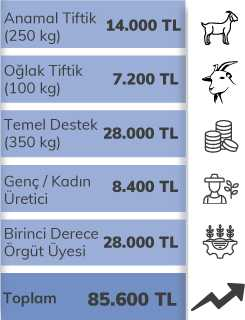 Anamal Tiftik
(250 kg)
14.000 TL
Oğlak Tiftik
(100 kg)
7.200 TL
Temel Destek
(350 kg)
28.000 TL
Genç / Kadın
Üretici
8.400 TL
Birinci Derece
Örgüt Üyesi
28.000 TL
Toplam
85.600 TL